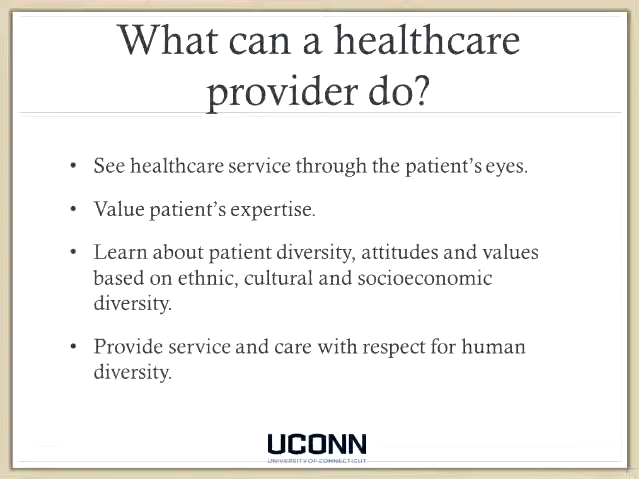 What can a healthcare
provider do?
• See healthcare service through the patient's eyes.
• Value patient's expertise.
• Learn about patient diversity, attitudes and values
based on ethnic, cultural and socioeconomic
diversity.
• Provide service and care with respect for human
diversity.
UCONN
UNIVERSITY OF CONNECTICUT